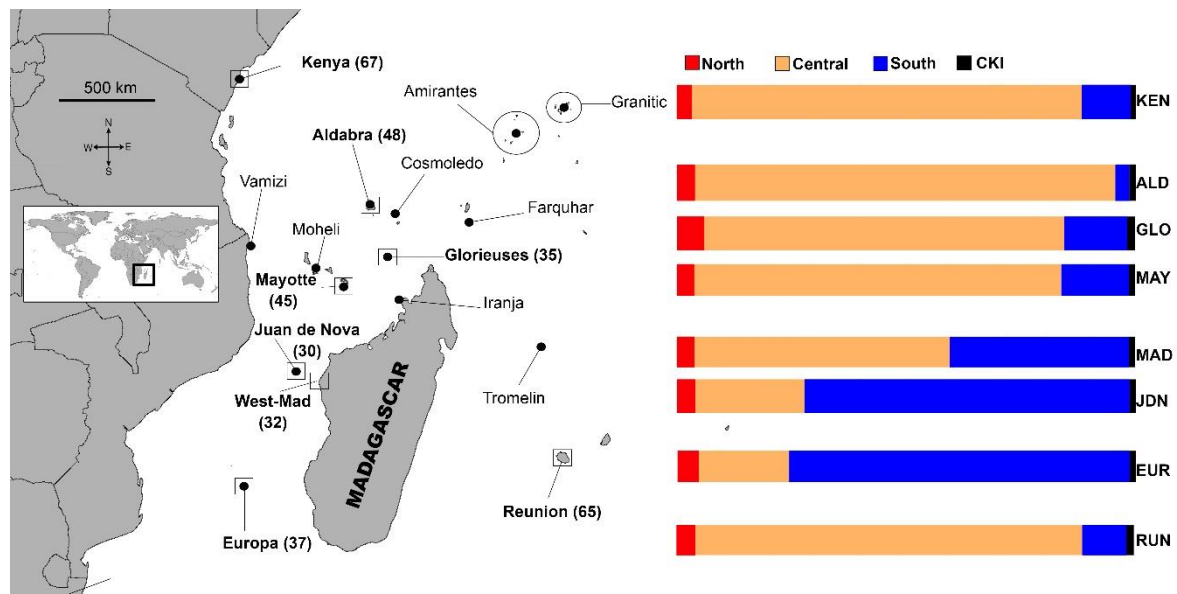 Kenya (67)
500 km
N
W E
S
Amirantes
Granitic
Aldabra (48)
Cosmoledo
Vamizi
Farquhar
Moheli
Glorieuses (35)
Mayotte
(45)
Iranja
Juan de Nova
(30)
Tromelin
West-Mad
(32)
MADAGASCAR
Reunion (65)
Europa (37)
North Central South CKI
KEN
ALD
GLO
MAY
MAD
JDN
EUR
RUN